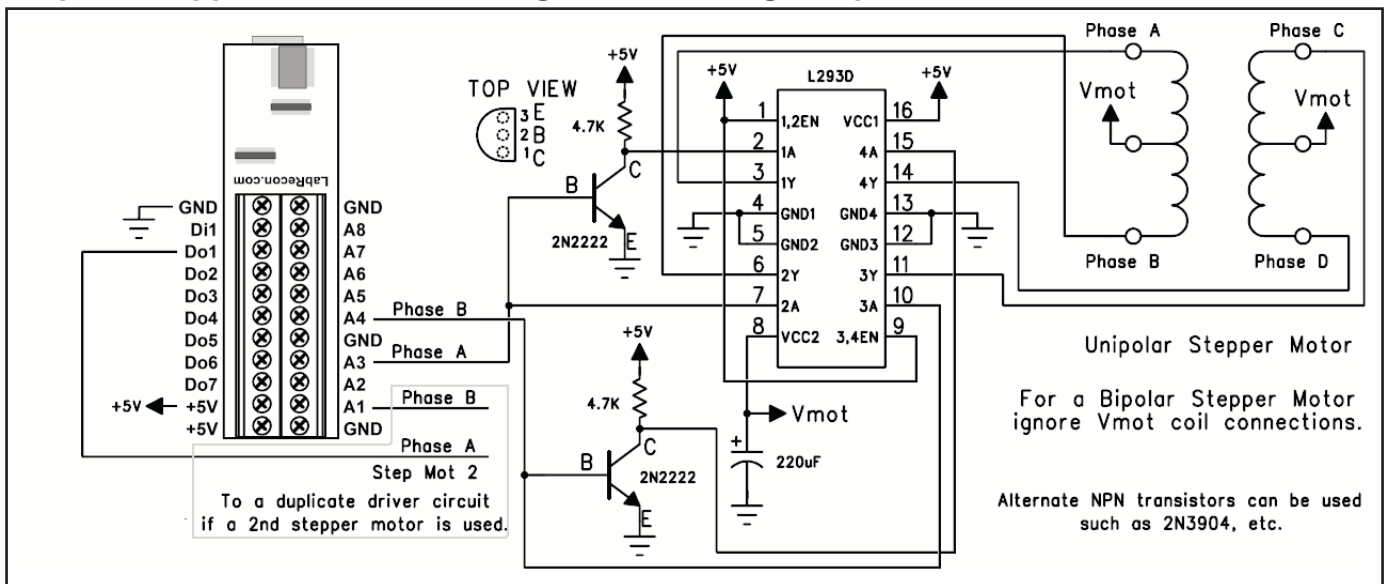 TOP VIEW
3 E
2 B
1 C
LabRecon.com
GND
Di1
Do1
Do2
Do3
Do4
Do5
Do6
Do7
+5V
+5V
GND
A8
A7
A6
A5
A4
GND
A3
A2
A1
GND
+5V
Phase B
Phase A
Phase B
Phase A
Step Mot 2
To a duplicate driver circuit
if a 2nd stepper motor is used.
+5V
4.7K
C
B
2N2222
E
+5V
4.7K
C
B
2N2222
E
+5V
L293D
+5V
1 1,2EN VCC1 16
2 1A 4A 15
3 1Y 4Y 14
4 GND1 GND4 13
5 GND2 GND3 12
6 2Y 3Y 11
7 2A 3A 10
8 VCC2 3,4EN 9
Vmot
+
220uF
Phase A
Vmot
Phase B
Phase C
Vmot
Phase D
Unipolar Stepper Motor
For a Bipolar Stepper Motor
ignore Vmot coil connections.
Alternate NPN transistors can be used
such as 2N3904, etc.